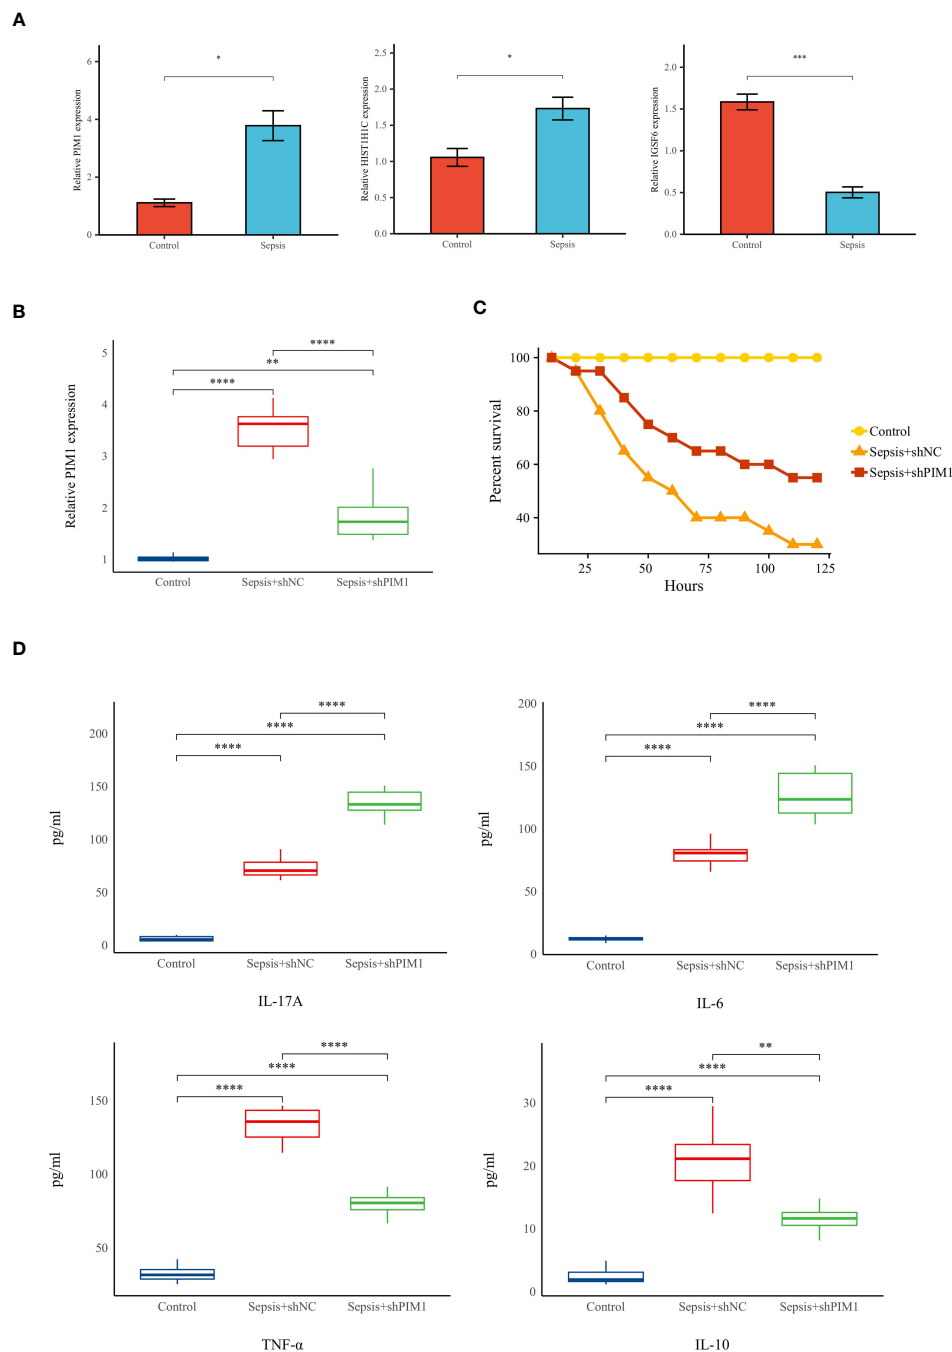 A
Relative PIM1 expression
6
4
2
0
*
Control
Sepsis
Relative HIST1H1C expression
2.5
2.0
1.5
1.0
0.5
0.0
*
Control
Sepsis
Relative IGSF6 expression
2.0
1.5
1.0
0.5
0.0
***
Control
Sepsis
B
Relative PIM1 expression
5
4
3
2
1
****
**
****
Control
Sepsis+shNC
Sepsis+shPIM1
C
Percent survival
100
80
60
40
25
50
75
100
125
Hours
Control
Sepsis+shNC
Sepsis+shPIM1
D
pg/ml
200
150
100
50
0
****
****
****
Control
Sepsis+shNC
Sepsis+shPIM1
IL-17A
pg/ml
200
150
100
50
0
****
****
****
Control
Sepsis+shNC
Sepsis+shPIM1
IL-6
pg/ml
150
100
50
****
****
****
Control
Sepsis+shNC
Sepsis+shPIM1
TNF-α
pg/ml
30
20
10
0
**
****
****
Control
Sepsis+shNC
Sepsis+shPIM1
IL-10